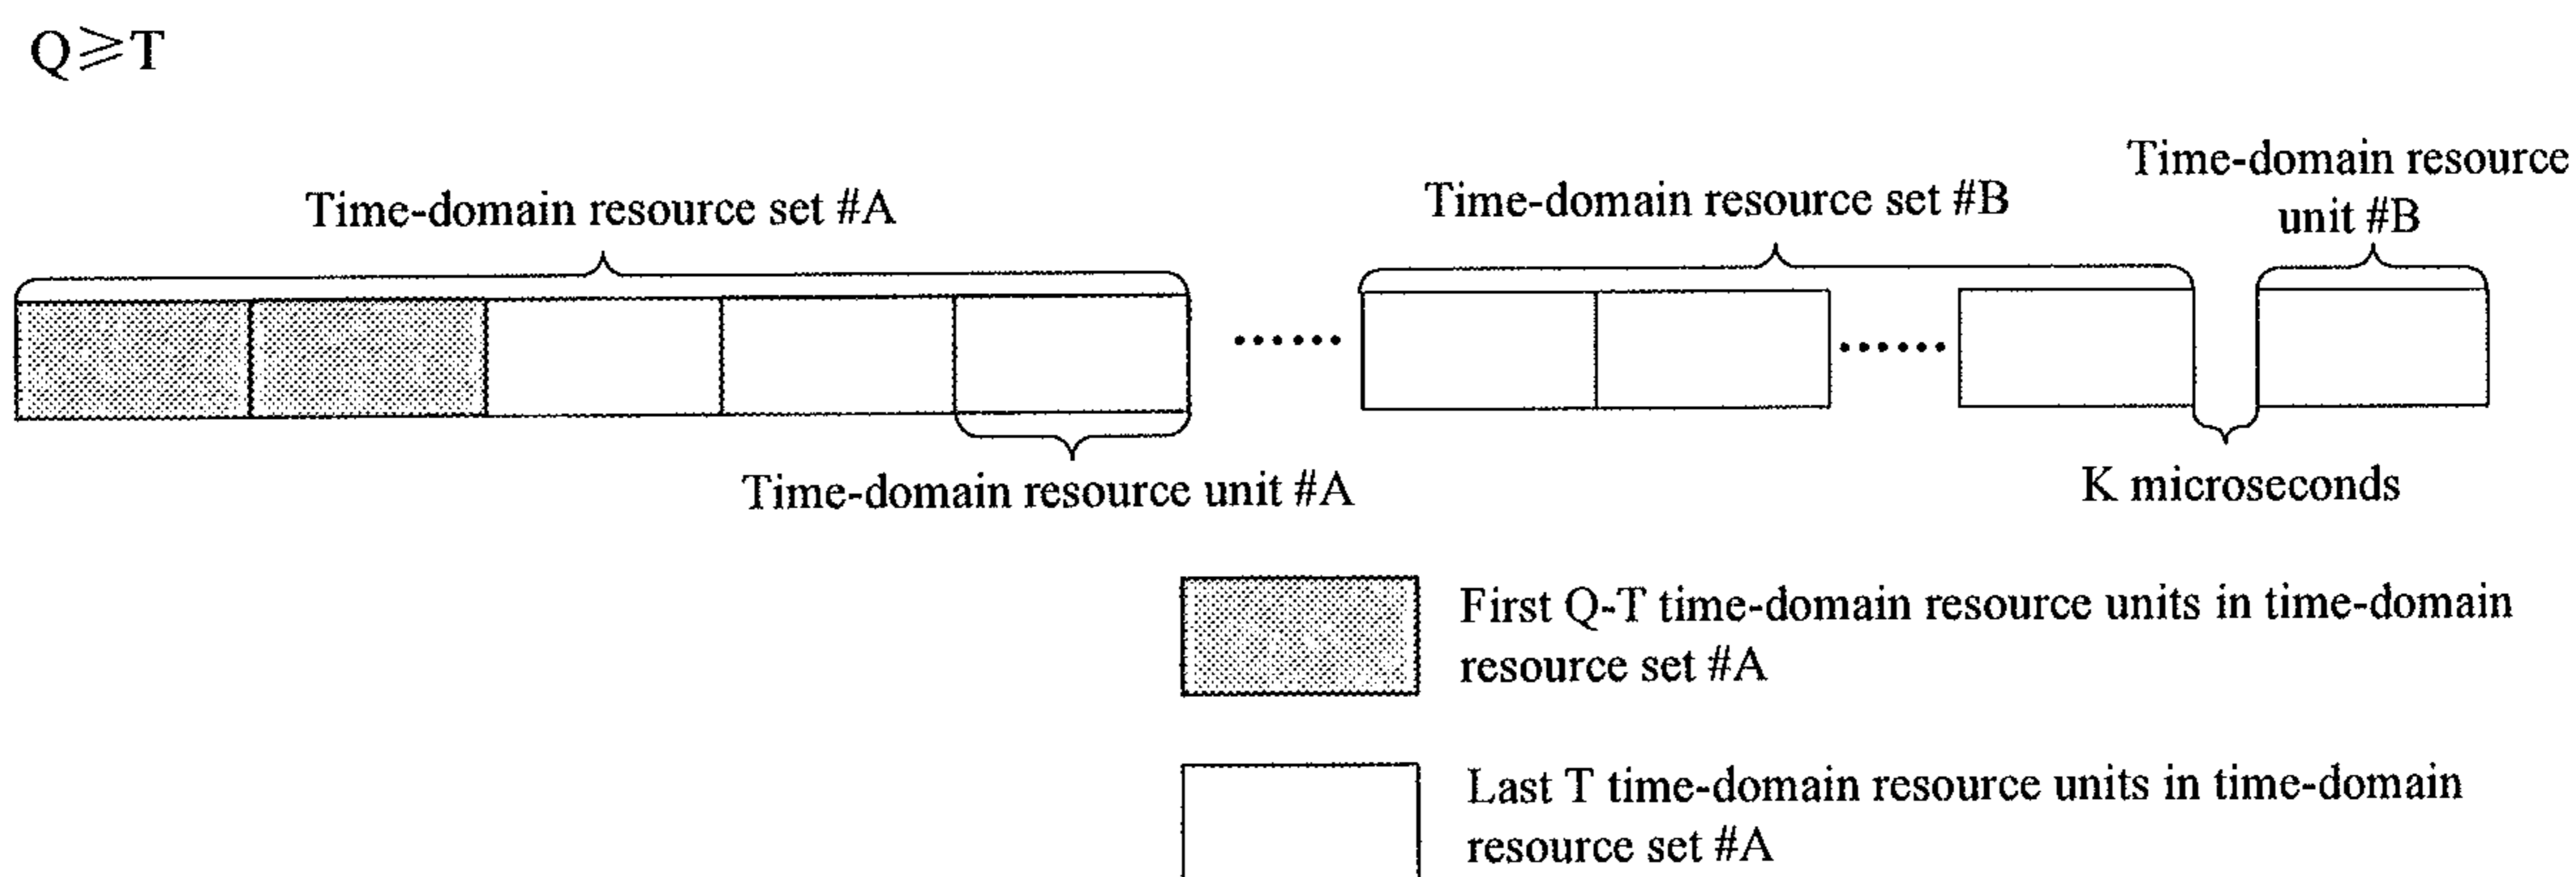 Q⩾T
Time-domain resource set #A
Time-domain resource set #B
Time-domain resource
unit #B
Time-domain resource unit #A
K microseconds
First Q-T time-domain resource units in time-domain
resource set #A
Last T time-domain resource units in time-domain
resource set #A